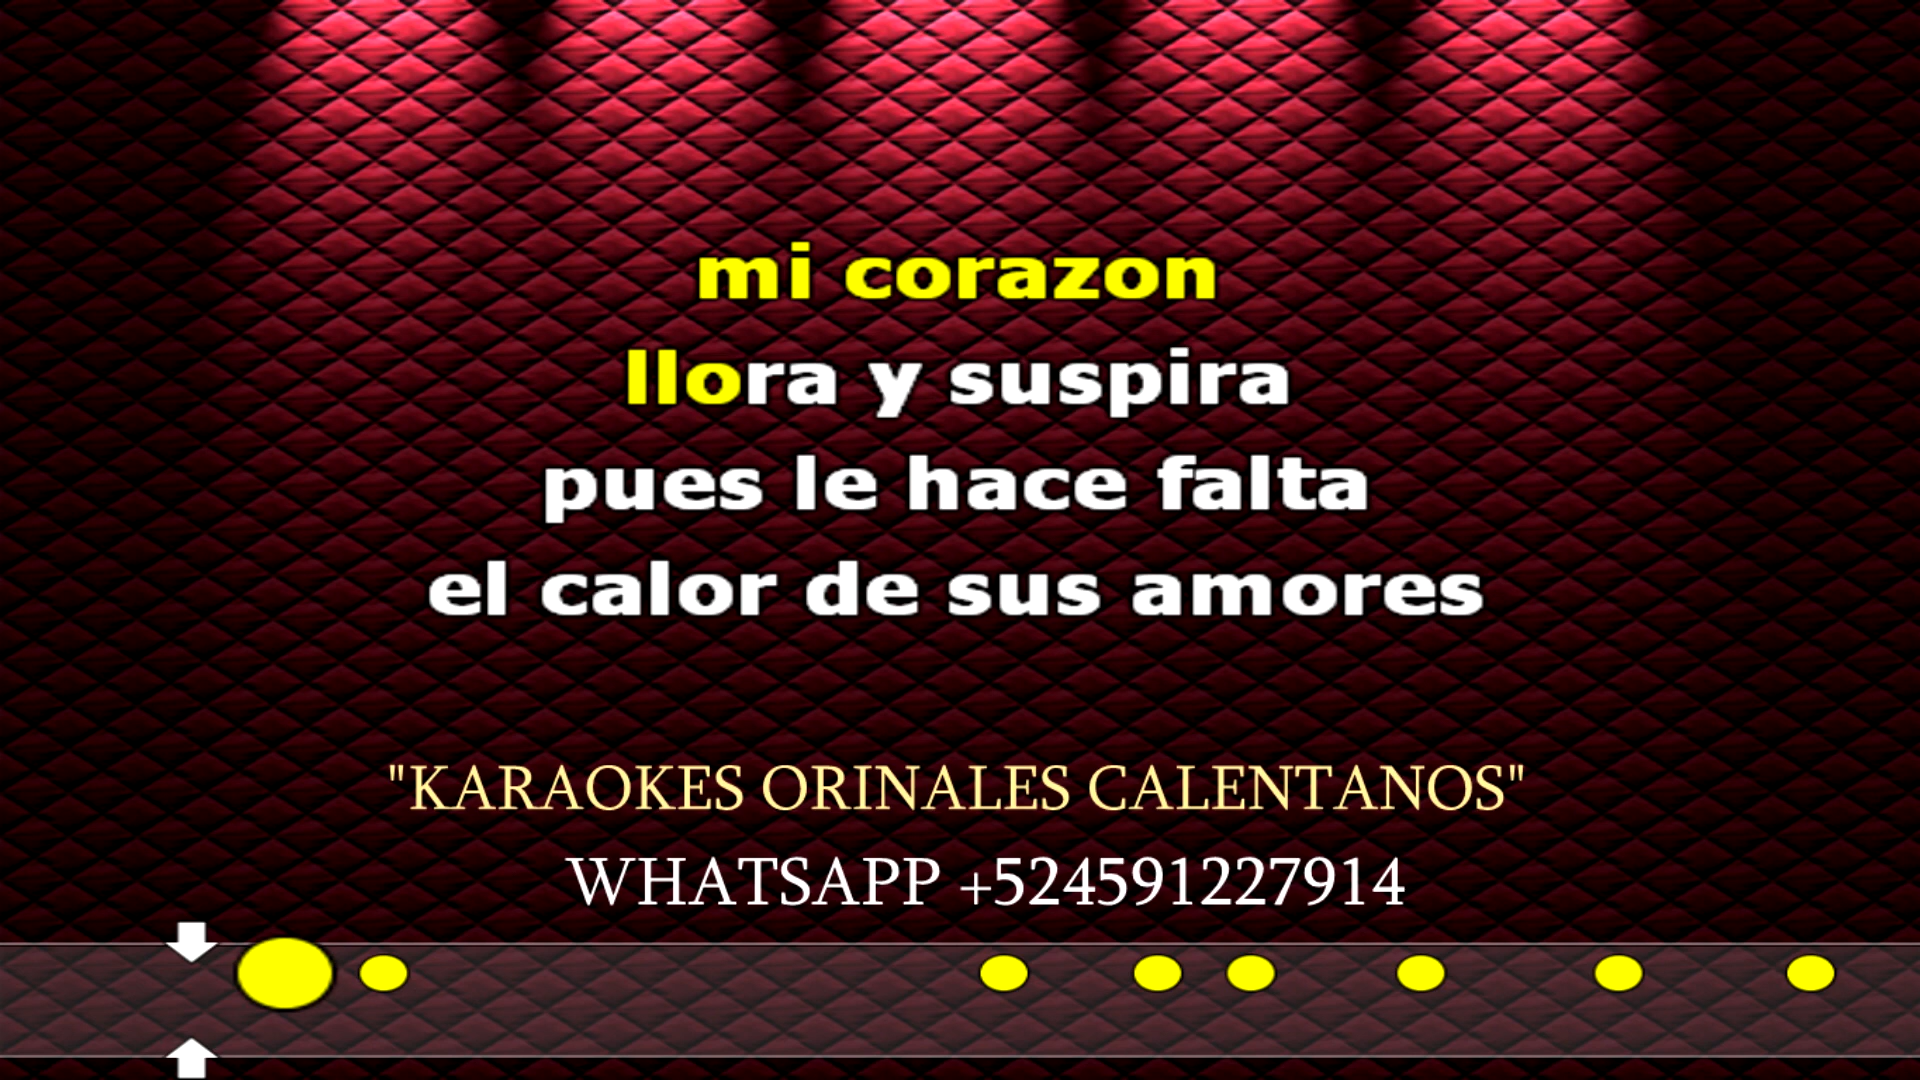 mi corazon
llora y suspira
pues le hace falta
el calor de sus amores
"KARAOKES ORINALES CALENTANOS"
WHATSAPP +524591227914